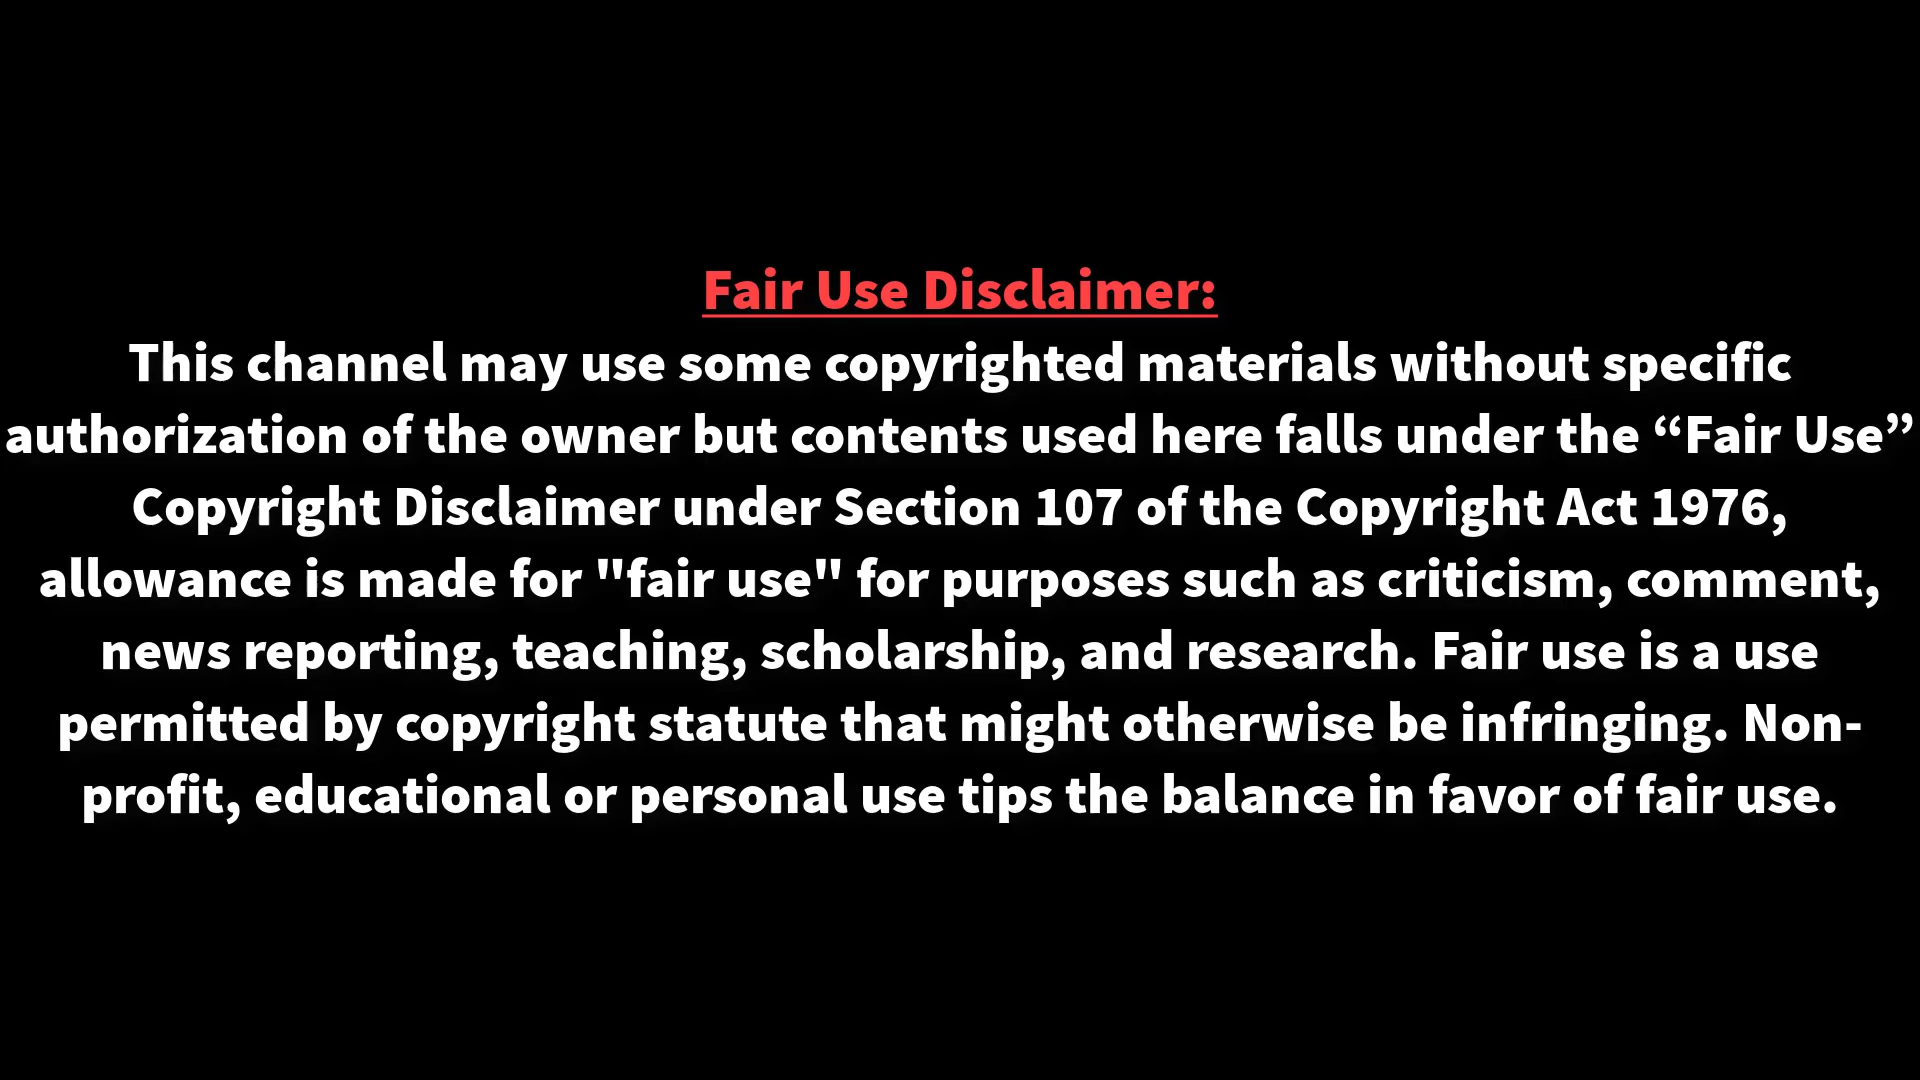 Fair Use Disclaimer:
This channel may use some copyrighted materials without specific
authorization of the owner but contents used here falls under the “Fair Use”
Copyright Disclaimer under Section 107 of the Copyright Act 1976,
allowance is made for "fair use" for purposes such as criticism, comment,
news reporting, teaching, scholarship, and research. Fair use is a use
permitted by copyright statute that might otherwise be infringing. Non-
profit, educational or personal use tips the balance in favor of fair use.